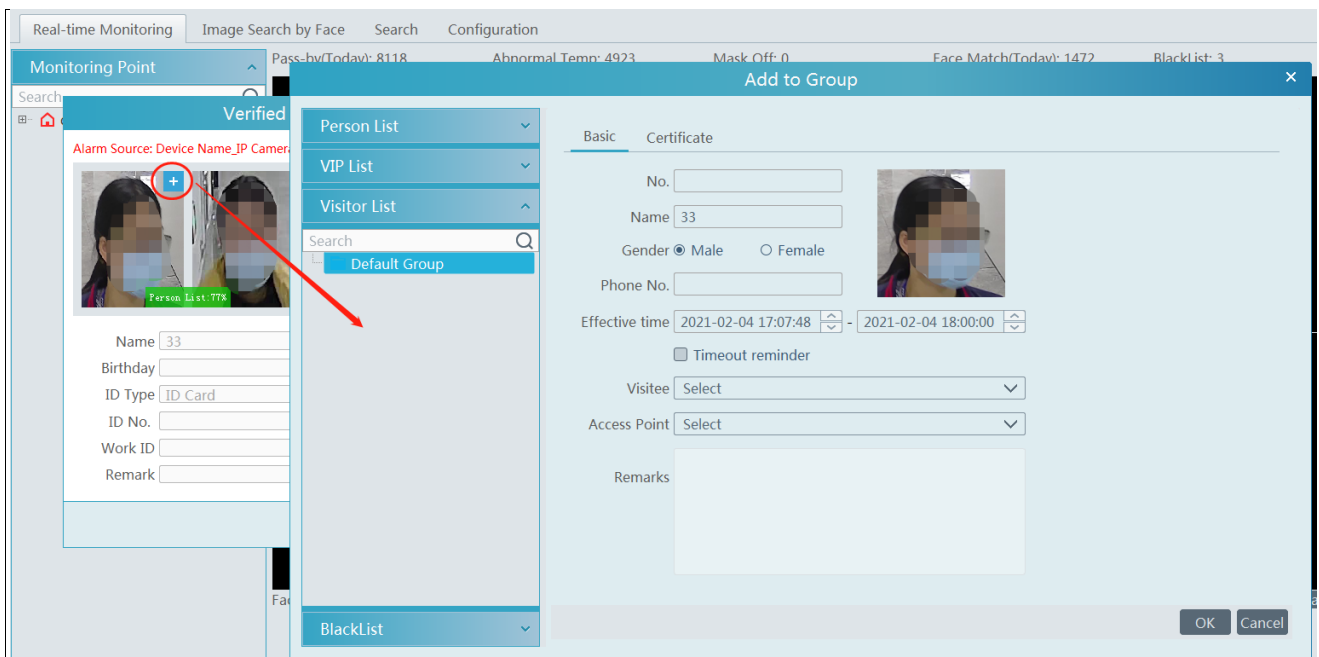 Real-time Monitoring Image Search by Face Search Configuration
Monitoring Point
Pass-by(Today): 8118 Abnormal Temp: 4923 Mask Off: 0 Face Match(Today): 1472 BlackList: 3
Search
Verified
Alarm Source: Device Name_IP Camera
+
Person List:77%
Name 33
Birthday
ID Type ID Card
ID No.
Work ID
Remark
Add to Group
Person List
VIP List
Visitor List
Search
Default Group
BlackList
Basic Certificate
No.
Name 33
Gender Male Female
Phone No.
Effective time 2021-02-04 17:07:48 - 2021-02-04 18:00:00
Timeout reminder
Visitee Select
Access Point Select
Remarks
OK Cancel